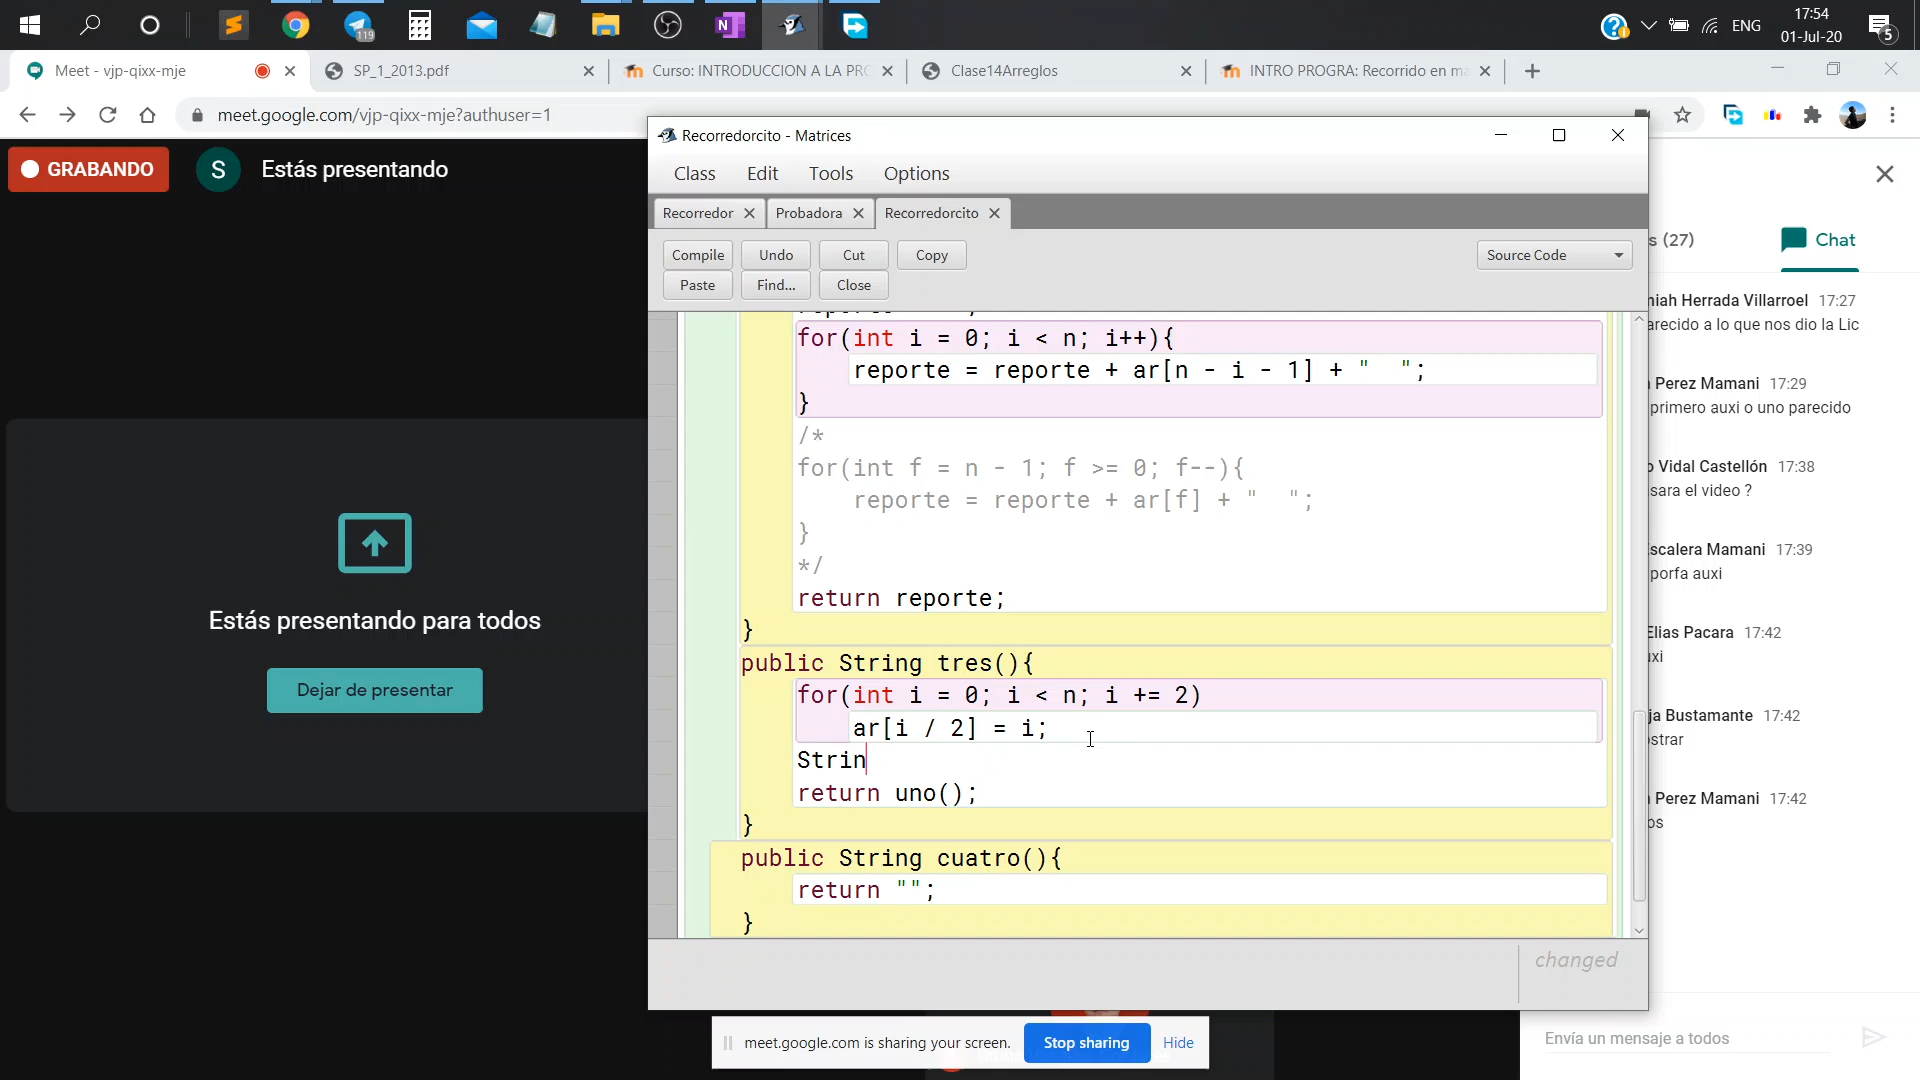 119
ENG
17:54
01-Jul-20
5
Meet - vjp-qixx-mje
SP_1_2013.pdf
Curso: INTRODUCCION A LA PRO
Clase14Arreglos
INTRO PROGRA: Recorrido en ma
meet.google.com/vjp-qixx-mje?authuser=1
GRABANDO
S
Estás presentando
Estás presentando para todos
Dejar de presentar
Recorredorcito - Matrices
Class Edit Tools Options
Recorredor
Probadora
Recorredorcito
Compile Undo Cut Copy
Paste Find... Close
Source Code
for(int i = 0; i < n; i++){
reporte = reporte + ar[n - i - 1] + "  ";
}
/*
for(int f = n - 1; f >= 0; f--){
reporte = reporte + ar[f] + "  ";
}
*/
return reporte;
}
public String tres(){
for(int i = 0; i < n; i += 2)
ar[i / 2] = i;
Strin
return uno();
}
public String cuatro(){
return "";
}
changed
s (27)
Chat
niah Herrada Villarroel 17:27
arecido a lo que nos dio la Lic
Perez Mamani 17:29
primero auxi o uno parecido
o Vidal Castellón 17:38
sara el video ?
Escalera Mamani 17:39
porfa auxi
Elias Pacara 17:42
xi
ja Bustamante 17:42
strar
Perez Mamani 17:42
os
Envía un mensaje a todos
meet.google.com is sharing your screen.
Stop sharing
Hide